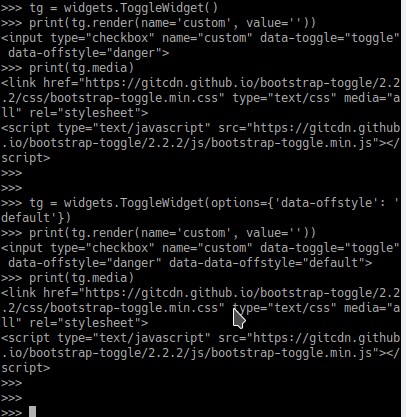 >>> tg = widgets.ToggleWidget()
>>> print(tg.render(name='custom', value=''))
<input type="checkbox" name="custom" data-toggle="toggle"
 data-offstyle="danger">
>>> print(tg.media)
<link href="https://gitcdn.github.io/bootstrap-toggle/2.2
.2/css/bootstrap-toggle.min.css" type="text/css" media="a
ll" rel="stylesheet">
<script type="text/javascript" src="https://gitcdn.github
.io/bootstrap-toggle/2.2.2/js/bootstrap-toggle.min.js"></
script>
>>>
>>>
>>> tg = widgets.ToggleWidget(options={'data-offstyle': '
default'})
>>> print(tg.render(name='custom', value=''))
<input type="checkbox" name="custom" data-toggle="toggle"
 data-offstyle="danger" data-data-offstyle="default">
>>> print(tg.media)
<link href="https://gitcdn.github.io/bootstrap-toggle/2.2
.2/css/bootstrap-toggle.min.css" type="text/css" media="a
ll" rel="stylesheet">
<script type="text/javascript" src="https://gitcdn.github
.io/bootstrap-toggle/2.2.2/js/bootstrap-toggle.min.js"></
script>
>>>
>>>
>>>